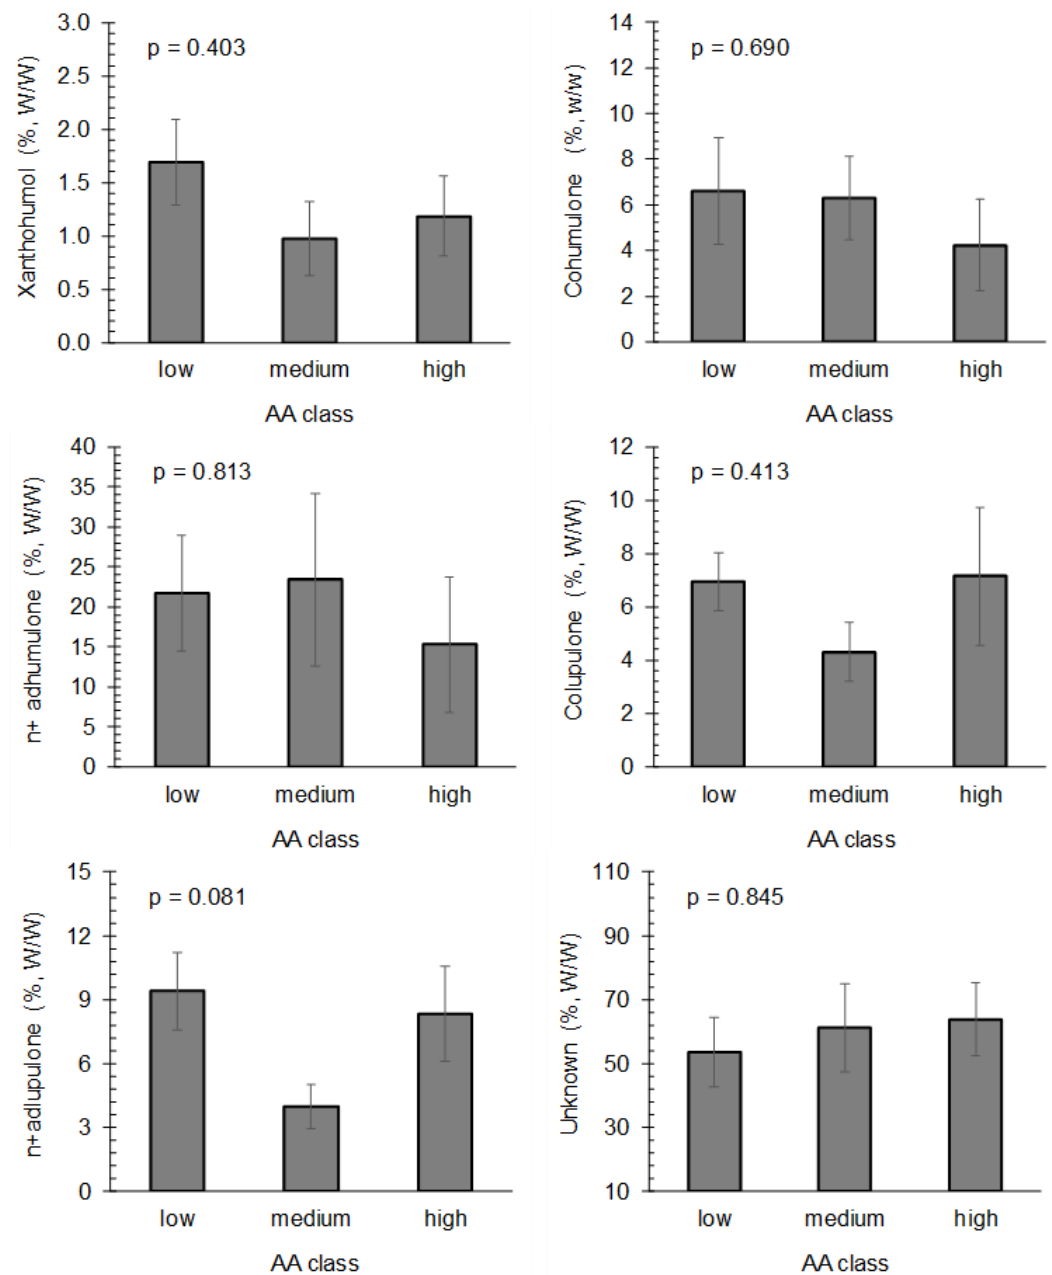 p = 0.403
Xanthohumol (%, W/W)
3.0
2.5
2.0
1.5
1.0
0.5
0.0
low medium high
AA class
p = 0.690
Cohumulone (%, w/w)
14
12
10
8
6
4
2
0
low medium high
AA class
p = 0.813
n+ adhumulone (%, W/W)
40
35
30
25
20
15
10
5
0
low medium high
AA class
p = 0.413
Colupulone (%, W/W)
12
10
8
6
4
2
0
low medium high
AA class
p = 0.081
n+adlupulone (%, W/W)
15
12
9
6
3
0
low medium high
AA class
p = 0.845
Unknown (%, W/W)
110
90
70
50
30
10
low medium high
AA class